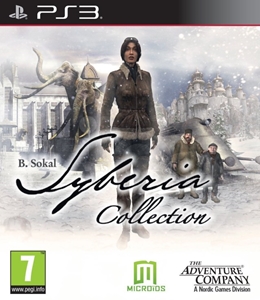 PS3
B. Sokal
Syberia
Collection
7
www.pegi.info
MICROIDS
THE
ADVENTURE
COMPANY
A Nordic Games Division